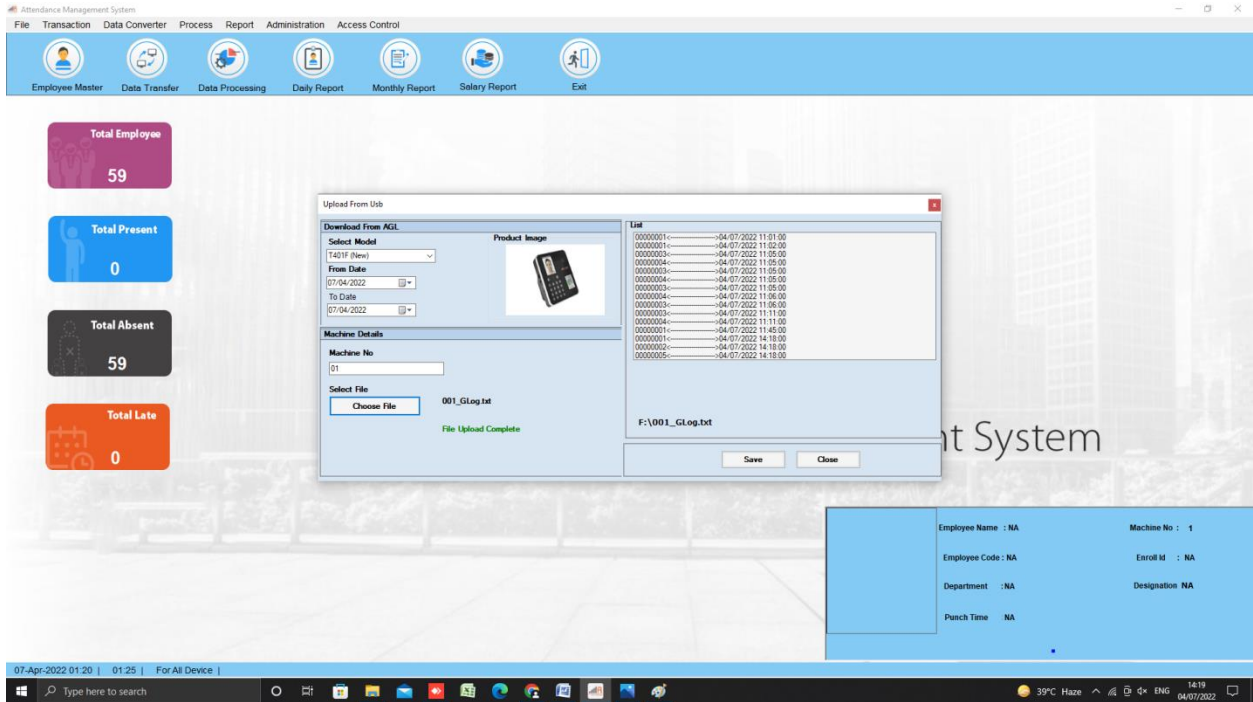 Attendance Management System
File Transaction Data Converter Process Report Administration Access Control
Employee Master Data Transfer Data Processing Daily Report Monthly Report Salary Report Exit
Total Employee
59
Total Present
0
Total Absent
59
Total Late
0
Upload From Usb
x
Download From AGL
Select Model
Product Image
T401F (New)
From Date
07/04/2022
To Date
07/04/2022
Machine Details
Machine No
01
Select File
Choose File
001_GLog.txt
File Upload Complete
List
00000001<----------------->04/07/2022 11:01:00
00000001<----------------->04/07/2022 11:02:00
00000003<----------------->04/07/2022 11:05:00
00000004<----------------->04/07/2022 11:05:00
00000003<----------------->04/07/2022 11:05:00
00000004<----------------->04/07/2022 11:05:00
00000003<----------------->04/07/2022 11:05:00
00000004<----------------->04/07/2022 11:06:00
00000003<----------------->04/07/2022 11:06:00
00000003<----------------->04/07/2022 11:11:00
00000004<----------------->04/07/2022 11:11:00
00000001<----------------->04/07/2022 11:45:00
00000001<----------------->04/07/2022 14:18:00
00000002<----------------->04/07/2022 14:18:00
00000005<----------------->04/07/2022 14:18:00
F:\001_GLog.txt
Save Close
nt System
Employee Name : NA Machine No : 1
Employee Code : NA Enroll Id : NA
Department : NA Designation NA
Punch Time NA
07-Apr-2022 01:20 | 01:25 | For All Device |
Type here to search
39°C Haze ENG
14:19
04/07/2022